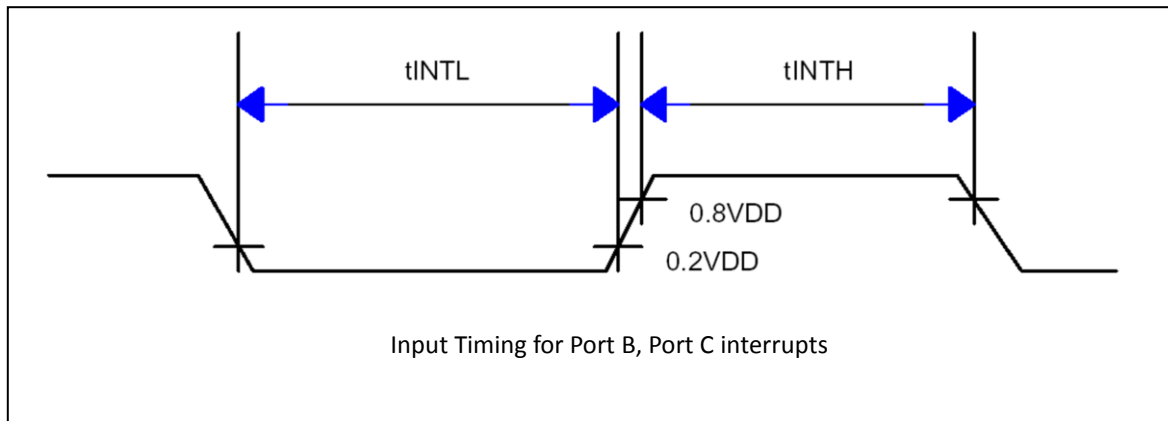 tINTL
tINTH
0.8VDD
0.2VDD
Input Timing for Port B, Port C interrupts